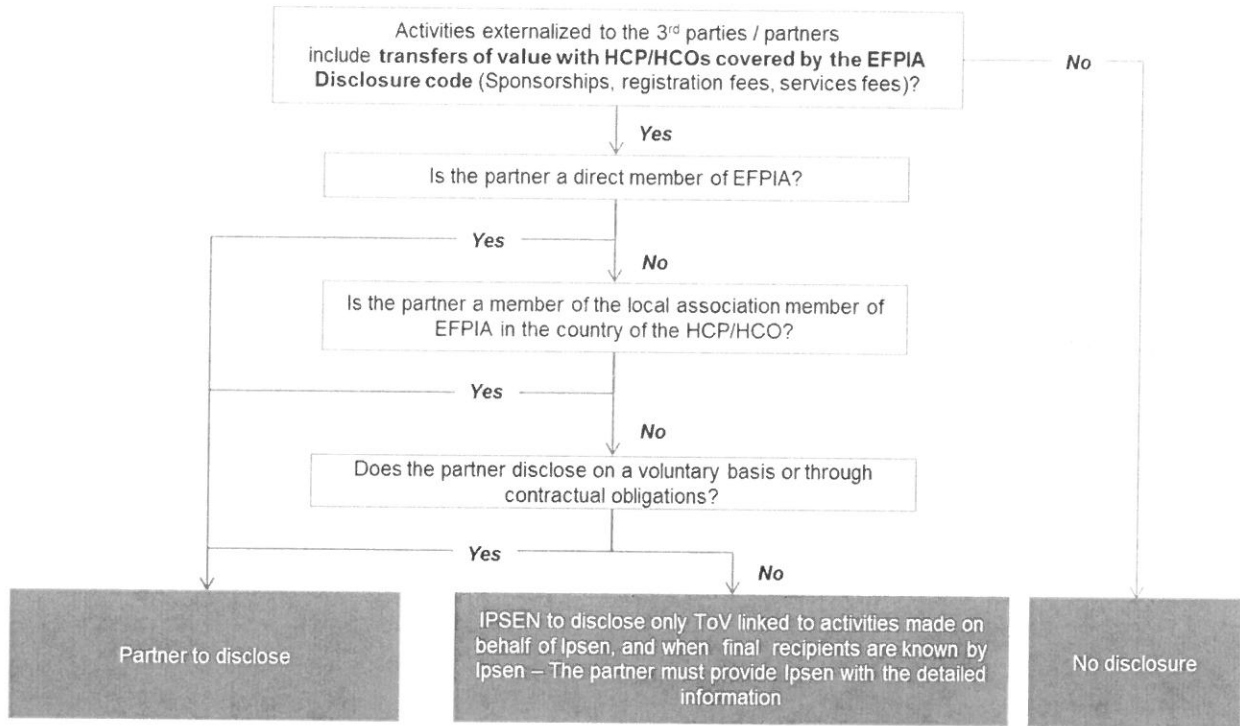 Activities externalized to the 3rd parties / partners
include transfers of value with HCP/HCOs covered by the EFPIA
Disclosure code (Sponsorships, registration fees, services fees)?
No
Yes
Is the partner a direct member of EFPIA?
Yes
No
Is the partner a member of the local association member of
EFPIA in the country of the HCP/HCO?
Yes
No
Does the partner disclose on a voluntary basis or through
contractual obligations?
Yes
No
Partner to disclose
IPSEN to disclose only ToV linked to activities made on
behalf of Ipsen, and when final recipients are known by
Ipsen – The partner must provide Ipsen with the detailed
information
No disclosure